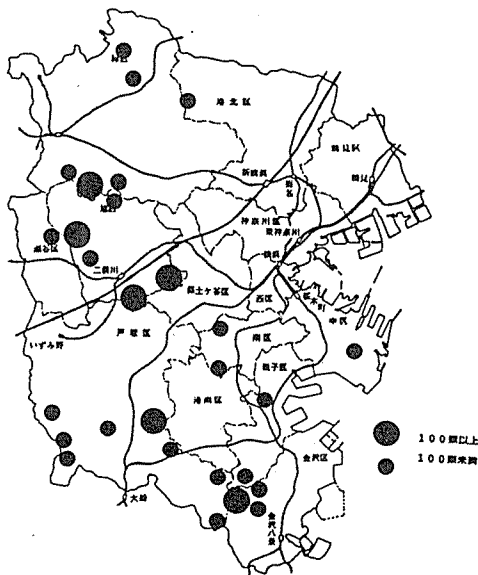 緑区
港北区
鶴見区
新横浜
菊名
鶴見
旭区
神奈川区
東神奈川
瀬谷区
横浜
二俣川
保土ケ谷区
西区
桜木町
中区
戸塚区
いずみ野
南区
磯子区
港南区
金沢区
大船
金沢八景
100頭以上
100頭未満